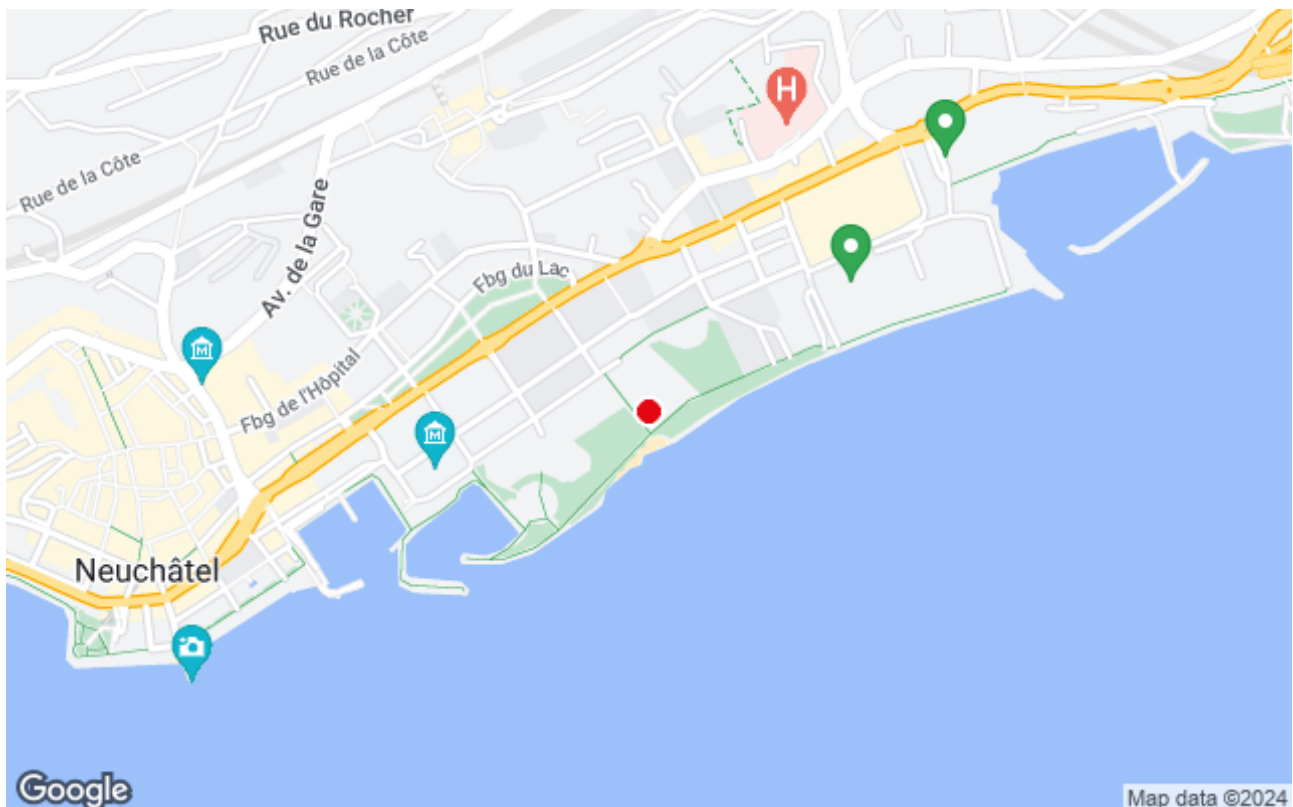 Rue du Rocher
Rue de la Côte
Rue de la Côte
H
Av. de la Gare
Fbg du Lac
M
Fbg de l'Hôpital
M
Neuchâtel
Google
Map data ©2024